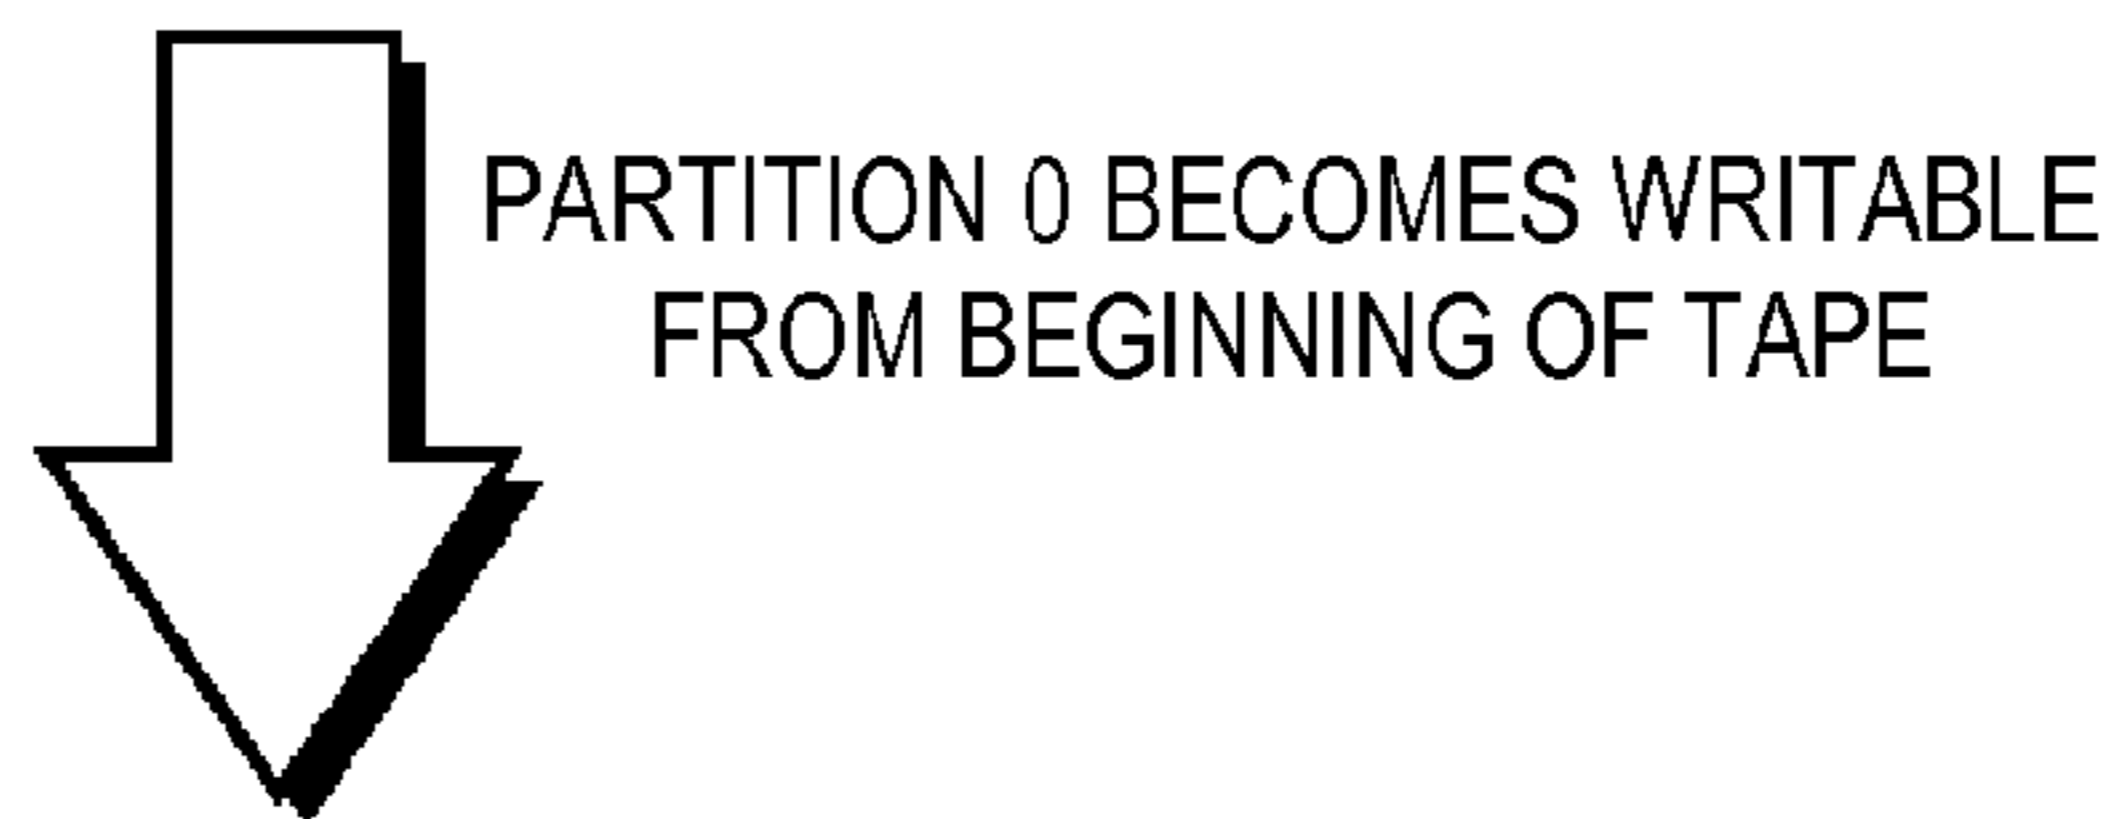 PARTITION 0 BECOMES WRITABLE
FROM BEGINNING OF TAPE